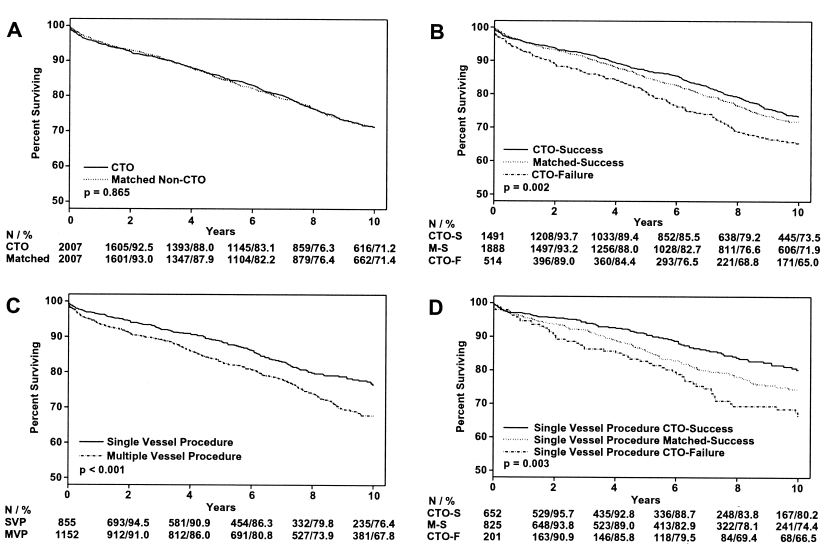 A
100
90
80
70
60
50
Percent Surviving
CTO
Matched Non-CTO
p = 0.865
0 2 4 6 8 10
Years
N / %
CTO 2007 1605/92.5 1393/88.0 1145/83.1 859/76.3 616/71.2
Matched 2007 1601/93.0 1347/87.9 1104/82.2 879/76.4 662/71.4
B
100
90
80
70
60
50
Percent Surviving
CTO-Success
Matched-Success
CTO-Failure
p = 0.002
0 2 4 6 8 10
Years
N / %
CTO-S 1491 1208/93.7 1033/89.4 852/85.5 638/79.2 445/73.5
M-S 1888 1497/93.2 1256/88.0 1028/82.7 811/76.6 606/71.9
CTO-F 514 396/89.0 360/84.4 293/76.5 221/68.8 171/65.0
C
100
90
80
70
60
50
Percent Surviving
Single Vessel Procedure
Multiple Vessel Procedure
p < 0.001
0 2 4 6 8 10
Years
N / %
SVP 855 693/94.5 581/90.9 454/86.3 332/79.8 235/76.4
MVP 1152 912/91.0 812/86.0 691/80.8 527/73.9 381/67.8
D
100
90
80
70
60
50
Percent Surviving
Single Vessel Procedure CTO-Success
Single Vessel Procedure Matched-Success
Single Vessel Procedure CTO-Failure
p = 0.003
0 2 4 6 8 10
Years
N / %
CTO-S 652 529/95.7 435/92.8 336/88.7 248/83.8 167/80.2
M-S 825 648/93.8 523/89.0 413/82.9 322/78.1 241/74.4
CTO-F 201 163/90.9 146/85.8 118/79.5 84/69.4 68/66.5